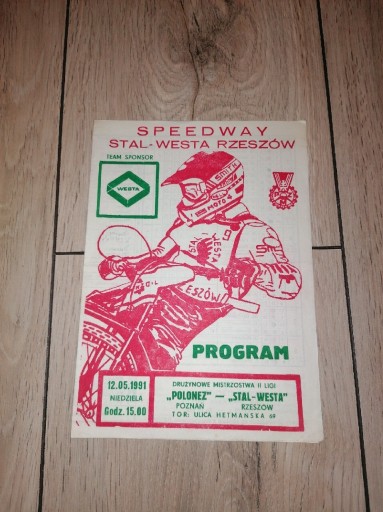 SPEEDWAY
STAL-WESTA RZESZÓW
TEAM SPONSOR
WESTA
PROGRAM
12.05.1991
NIEDZIELA
Godz. 15.00
DRUŻYNOWE MISTRZOSTWA II LIGI
„POLONEZ" — „STAL-WESTA"
POZNAŃ RZESZÓW
TOR: ULICA HETMAŃSKA 69